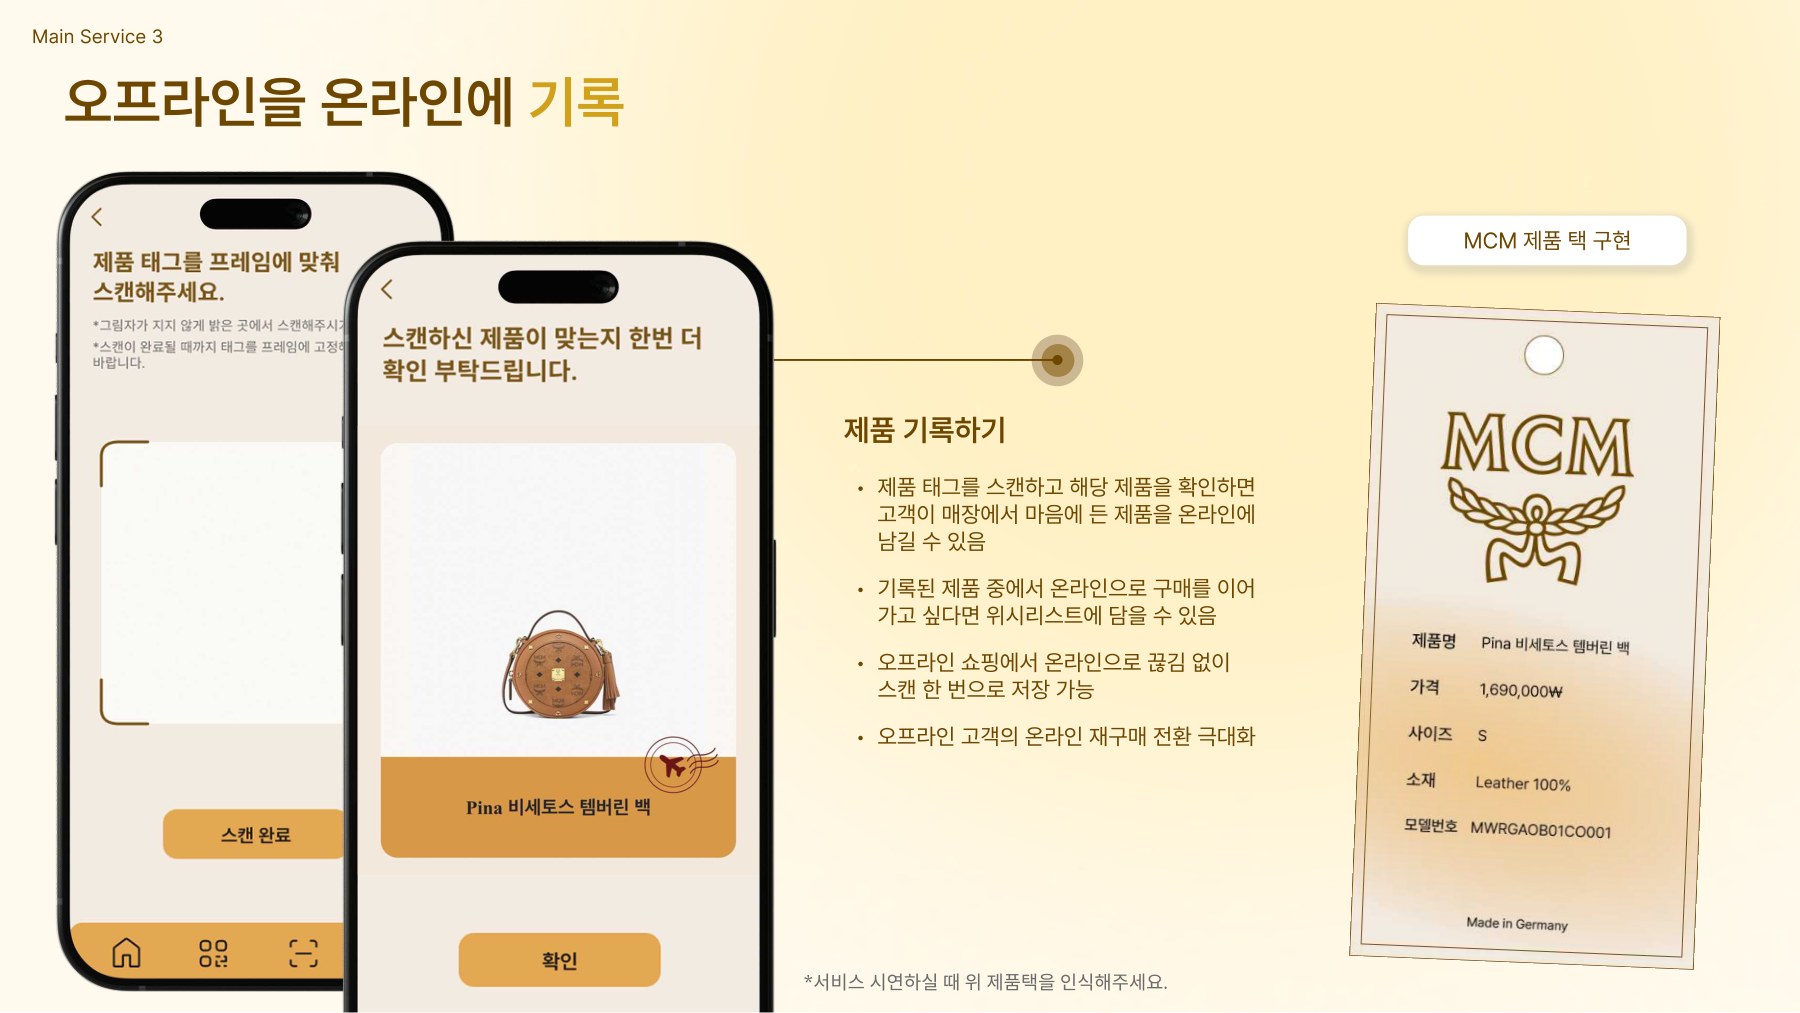 Main Service 3
오프라인을 온라인에 기록
제품 태그를 프레임에 맞춰
스캔해주세요.
*그림자가 지지 않게 밝은 곳에서 스캔해주시
*스캔이 완료될 때까지 태그를 프레임에 고정
바랍니다.
스캔 완료
스캔하신 제품이 맞는지 한번 더
확인 부탁드립니다.
Pina 비세토스 템버린 백
확인
제품 기록하기
• 제품 태그를 스캔하고 해당 제품을 확인하면
고객이 매장에서 마음에 든 제품을 온라인에
남길 수 있음
• 기록된 제품 중에서 온라인으로 구매를 이어
가고 싶다면 위시리스트에 담을 수 있음
• 오프라인 쇼핑에서 온라인으로 끊김 없이
스캔 한 번으로 저장 가능
• 오프라인 고객의 온라인 재구매 전환 극대화
*서비스 시연하실 때 위 제품택을 인식해주세요.
MCM 제품 택 구현
MCM
제품명 Pina 비세토스 템버린 백
가격 1,690,000₩
사이즈 S
소재 Leather 100%
모델번호 MWRGAOB01CO001
Made in Germany